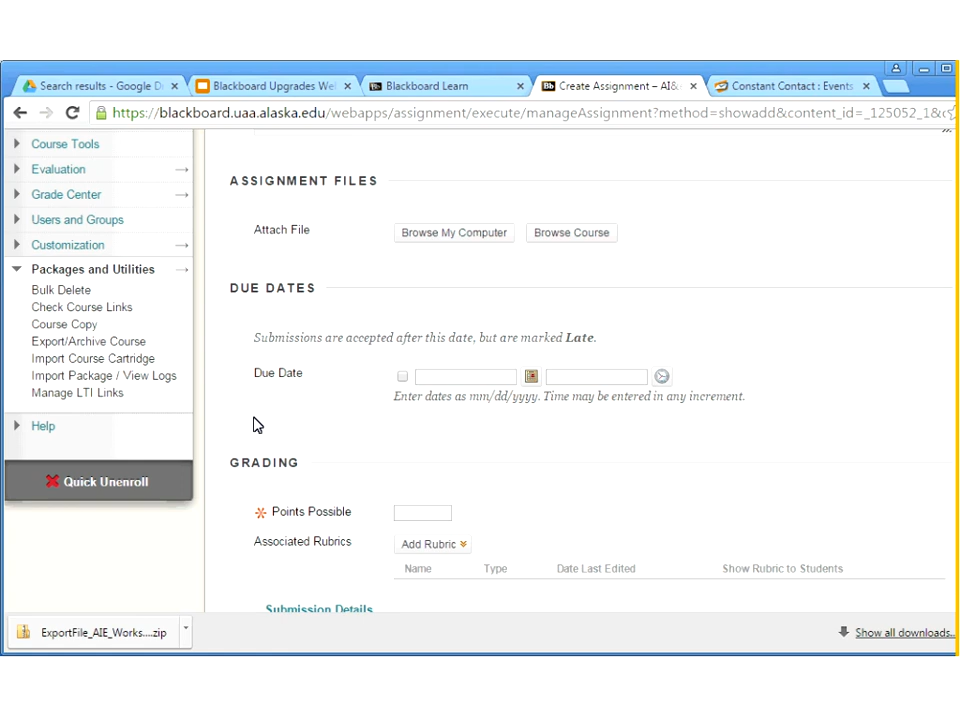 Search results - Google D
Blackboard Upgrades Wel
Blackboard Learn
Create Assignment – AI&
Constant Contact : Events
https://blackboard.uaa.alaska.edu/webapps/assignment/execute/manageAssignment?method=showadd&content_id=_125052_1&c
Course Tools
Evaluation
Grade Center
Users and Groups
Customization
Packages and Utilities
Bulk Delete
Check Course Links
Course Copy
Export/Archive Course
Import Course Cartridge
Import Package / View Logs
Manage LTI Links
Help
Quick Unenroll
ASSIGNMENT FILES
Attach File
Browse My Computer
Browse Course
DUE DATES
Submissions are accepted after this date, but are marked Late.
Due Date
Enter dates as mm/dd/yyyy. Time may be entered in any increment.
GRADING
Points Possible
Associated Rubrics
Add Rubric
Name Type Date Last Edited Show Rubric to Students
Submission Details
ExportFile_AIE_Works....zip
Show all downloads...